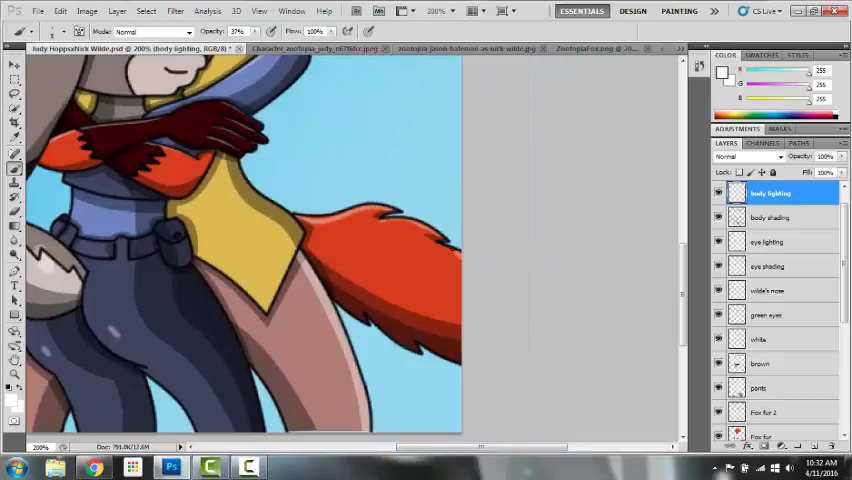 Ps File Edit Image Layer Select Filter Analysis 3D View Window Help Br Mb 200% ESSENTIALS DESIGN PAINTING CS Live
Mode: Normal Opacity: 37% Flow: 100%
Judy HoppsxNick Wilde.psd @ 200% (body lighting, RGB/8) * zootopia jason bateman as nick wilde.jpg ZootopiaFox.png @ 200%...
COLOR SWATCHES STYLES
R 255
G 255
B 255
ADJUSTMENTS MASKS
LAYERS CHANNELS PATHS
Normal Opacity: 100%
Lock: Fill: 100%
body lighting
body shading
eye lighting
eye shading
wilde's nose
green eyes
white
brown
pants
Fox fur 2
Fox fur
200% Doc: 791.0K/12.6M
10:32 AM
4/11/2016